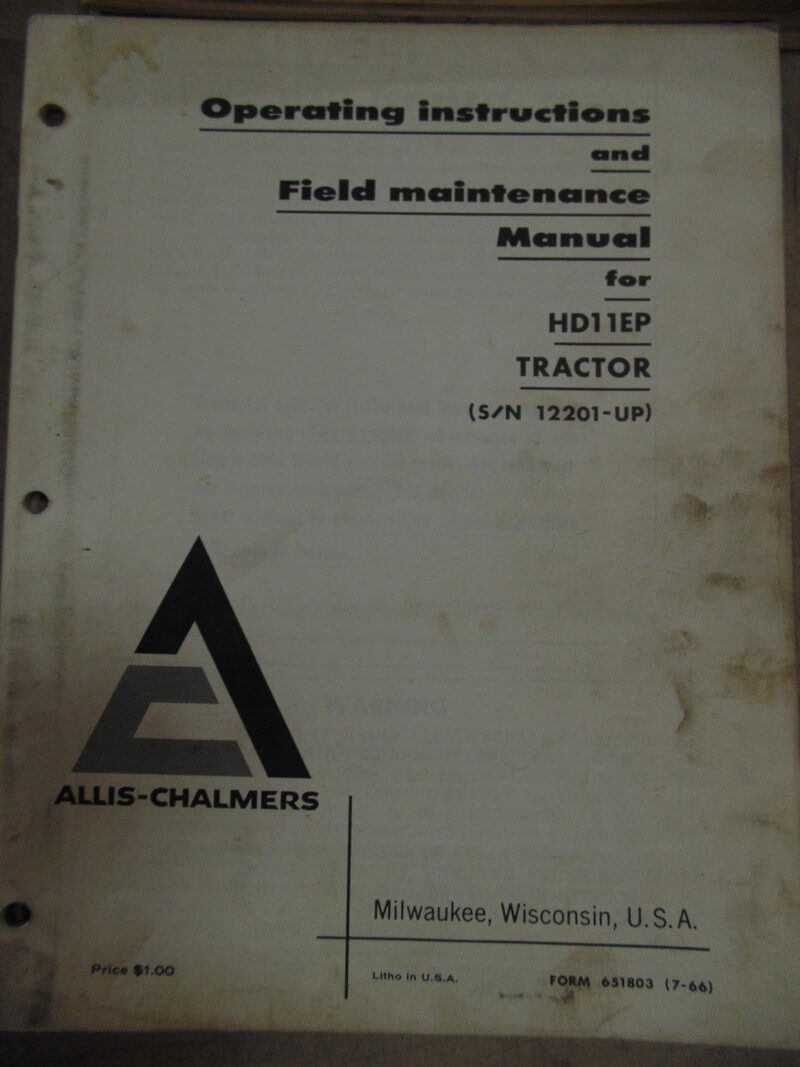 Operating instructions
and
Field maintenance
Manual
for
HD11EP
TRACTOR
(S/N 12201-UP)
WARNING
ALLIS-CHALMERS
Milwaukee, Wisconsin, U.S.A.
Price $1.00
Litho in U.S.A.
FORM 651803 (7-66)